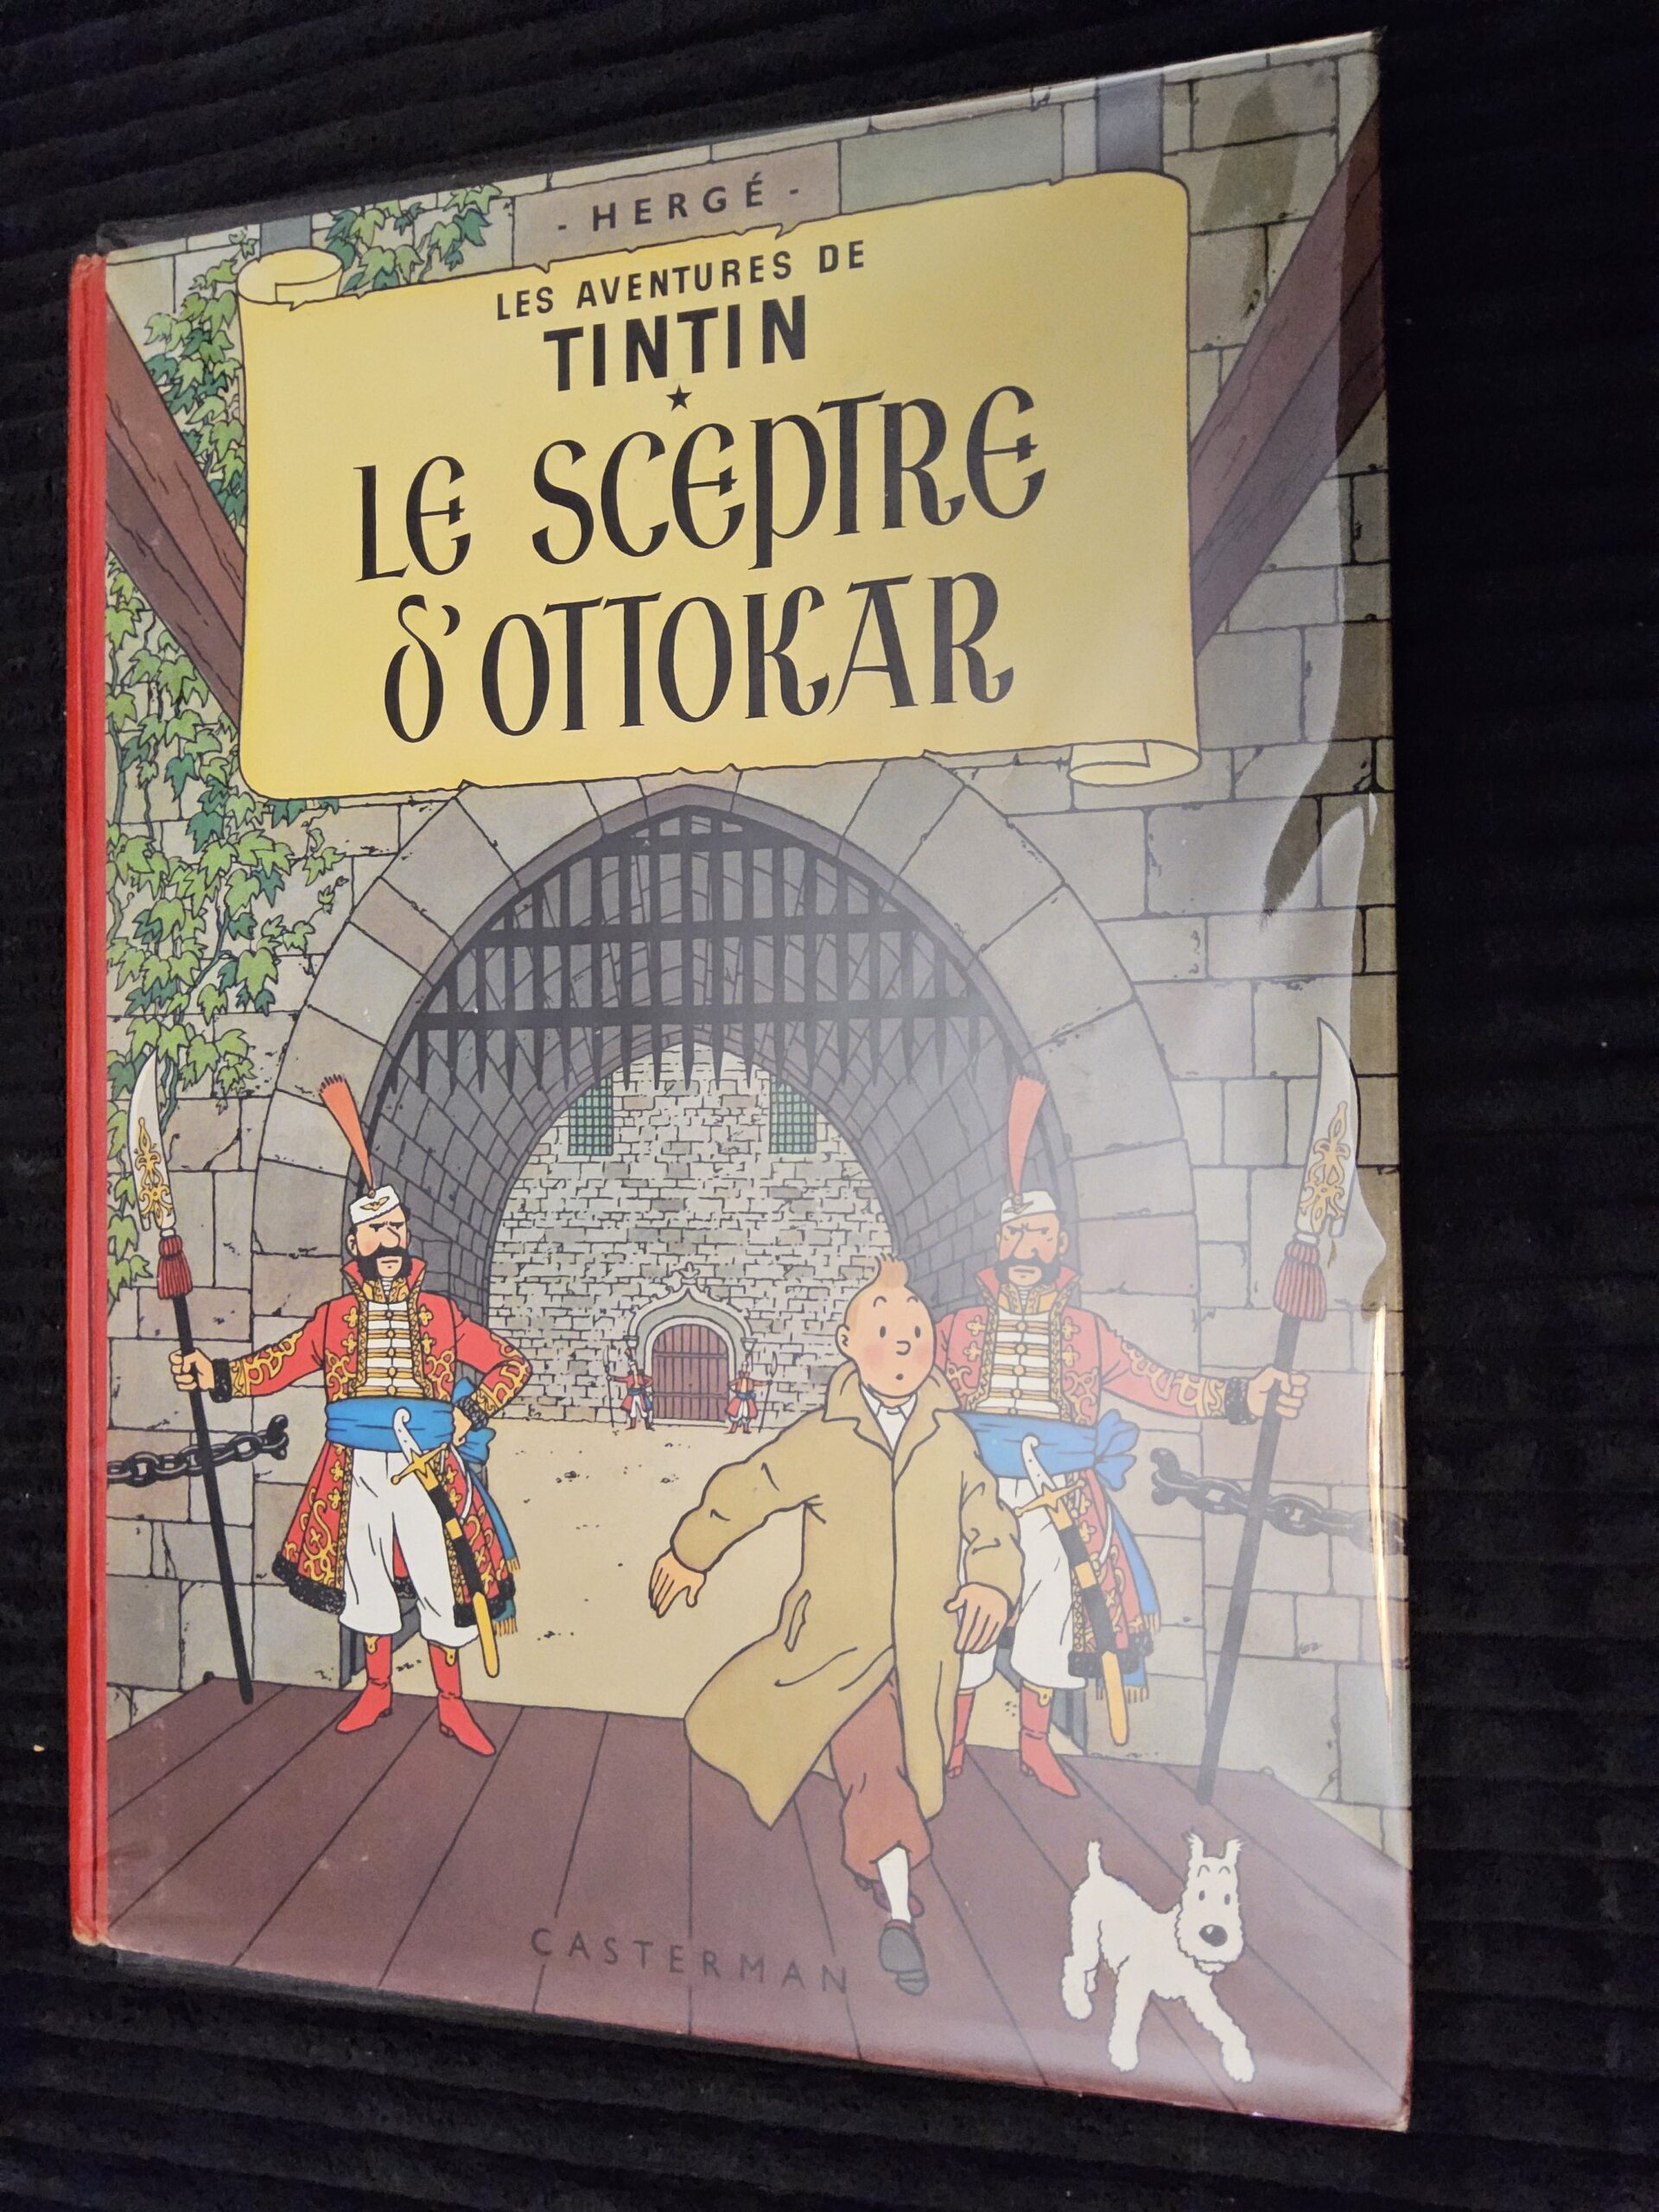 - HERGÉ -
LES AVENTURES DE
TINTIN
LE SCEPTRE
D'OTTOKAR
CASTERMAN